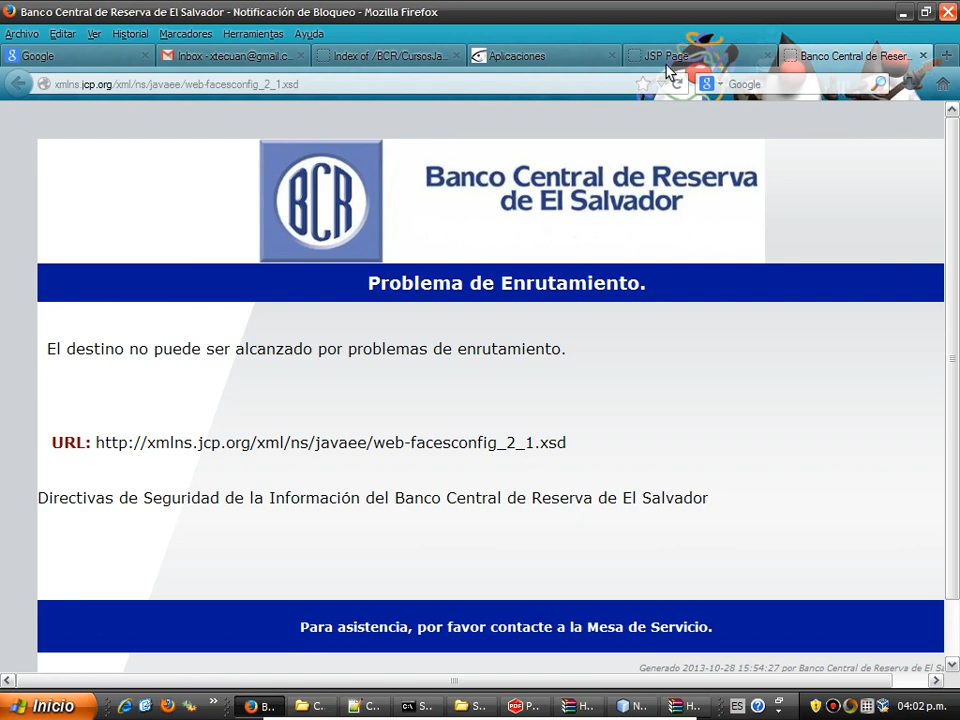 Banco Central de Reserva de El Salvador - Notificación de Bloqueo - Mozilla Firefox
Archivo Editar Ver Historial Marcadores Herramientas Ayuda
Google
Inbox - xtecuan@gmail.c...
Index of /BCR/CursosJa...
Aplicaciones
JSP Page
Banco Central de Reser...
xmlns.jcp.org/xml/ns/javaee/web-facesconfig_2_1.xsd
Google
BCR
Banco Central de Reserva
de El Salvador
Problema de Enrutamiento.
El destino no puede ser alcanzado por problemas de enrutamiento.
URL: http://xmlns.jcp.org/xml/ns/javaee/web-facesconfig_2_1.xsd
Directivas de Seguridad de la Información del Banco Central de Reserva de El Salvador
Para asistencia, por favor contacte a la Mesa de Servicio.
Generado 2013-10-28 15:54:27 por Banco Central de Reserva de El Sa
Inicio
B...
C...
C...
S...
S...
P...
H...
N...
H...
ES
04:02 p.m.